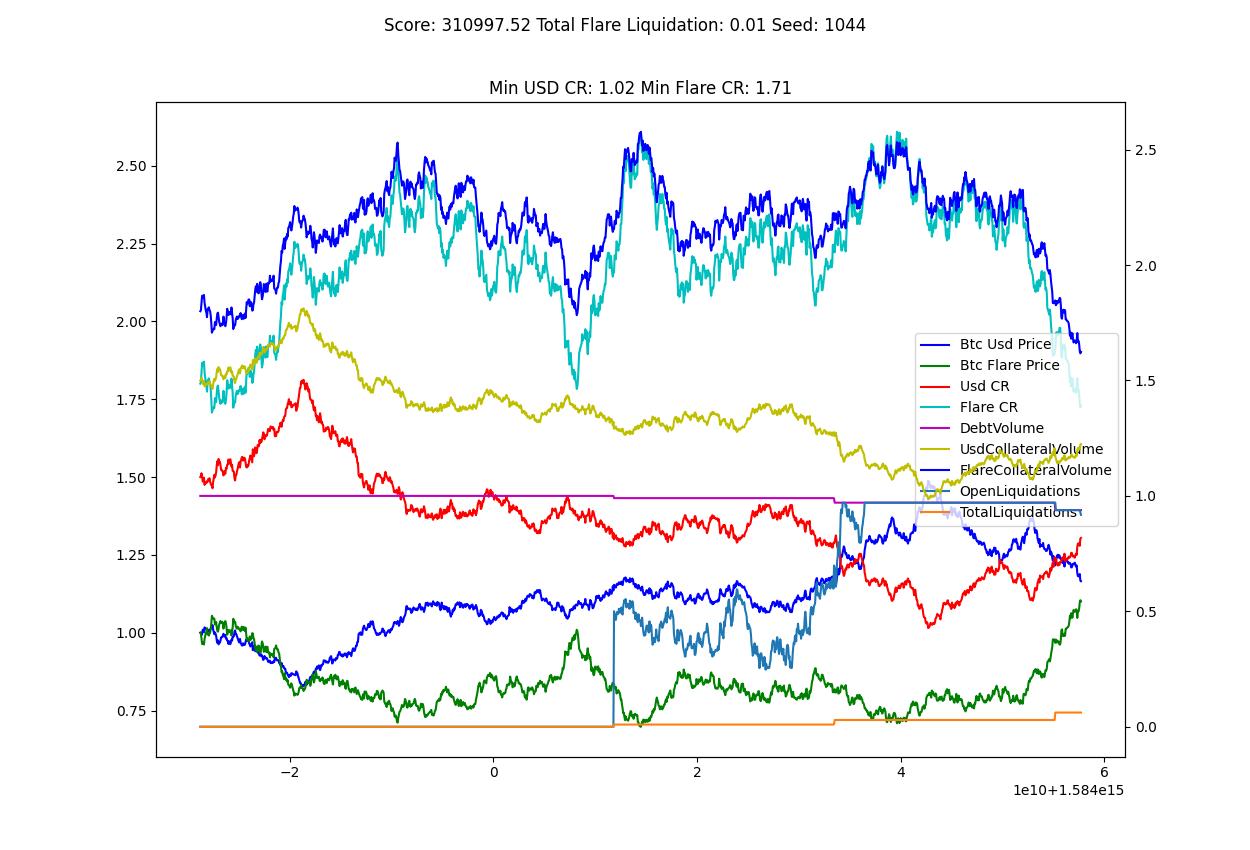 Score: 310997.52 Total Flare Liquidation: 0.01 Seed: 1044
Min USD CR: 1.02 Min Flare CR: 1.71
2.50
2.25
2.00
1.75
1.50
1.25
1.00
0.75
2.5
2.0
1.5
1.0
0.5
0.0
Btc Usd Price
Btc Flare Price
Usd CR
Flare CR
DebtVolume
UsdCollateralVolume
FlareCollateralVolume
OpenLiquidations
TotalLiquidations
−2 0 2 4 6
1e10+1.584e15